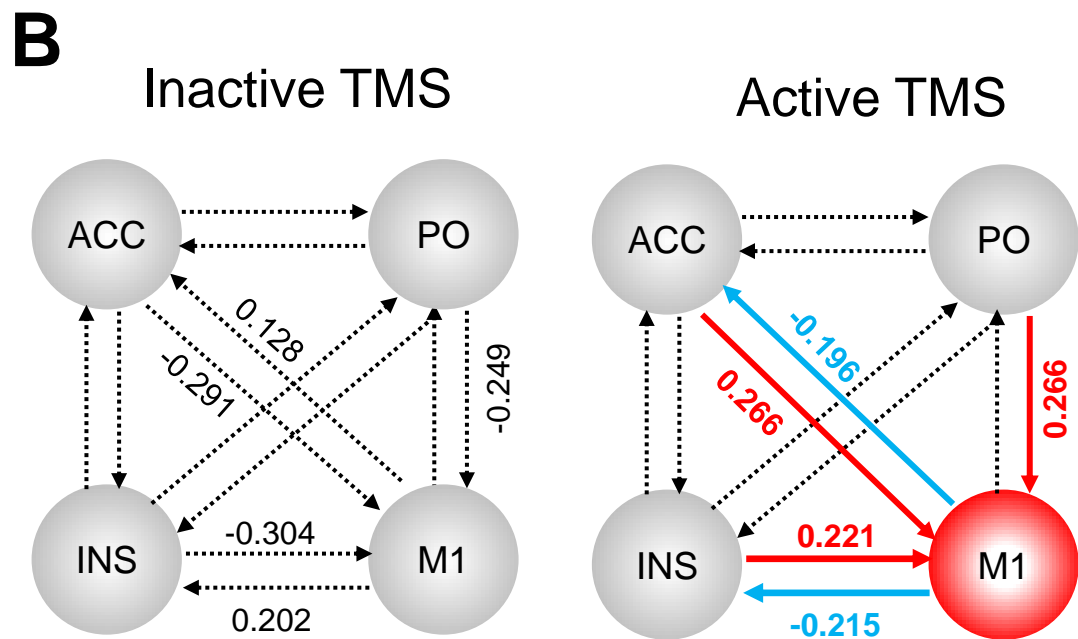 B
Inactive TMS
ACC
PO
0.128
-0.291
-0.249
INS
-0.304
M1
0.202
Active TMS
ACC
PO
-0.196
0.266
0.266
INS
0.221
M1
-0.215